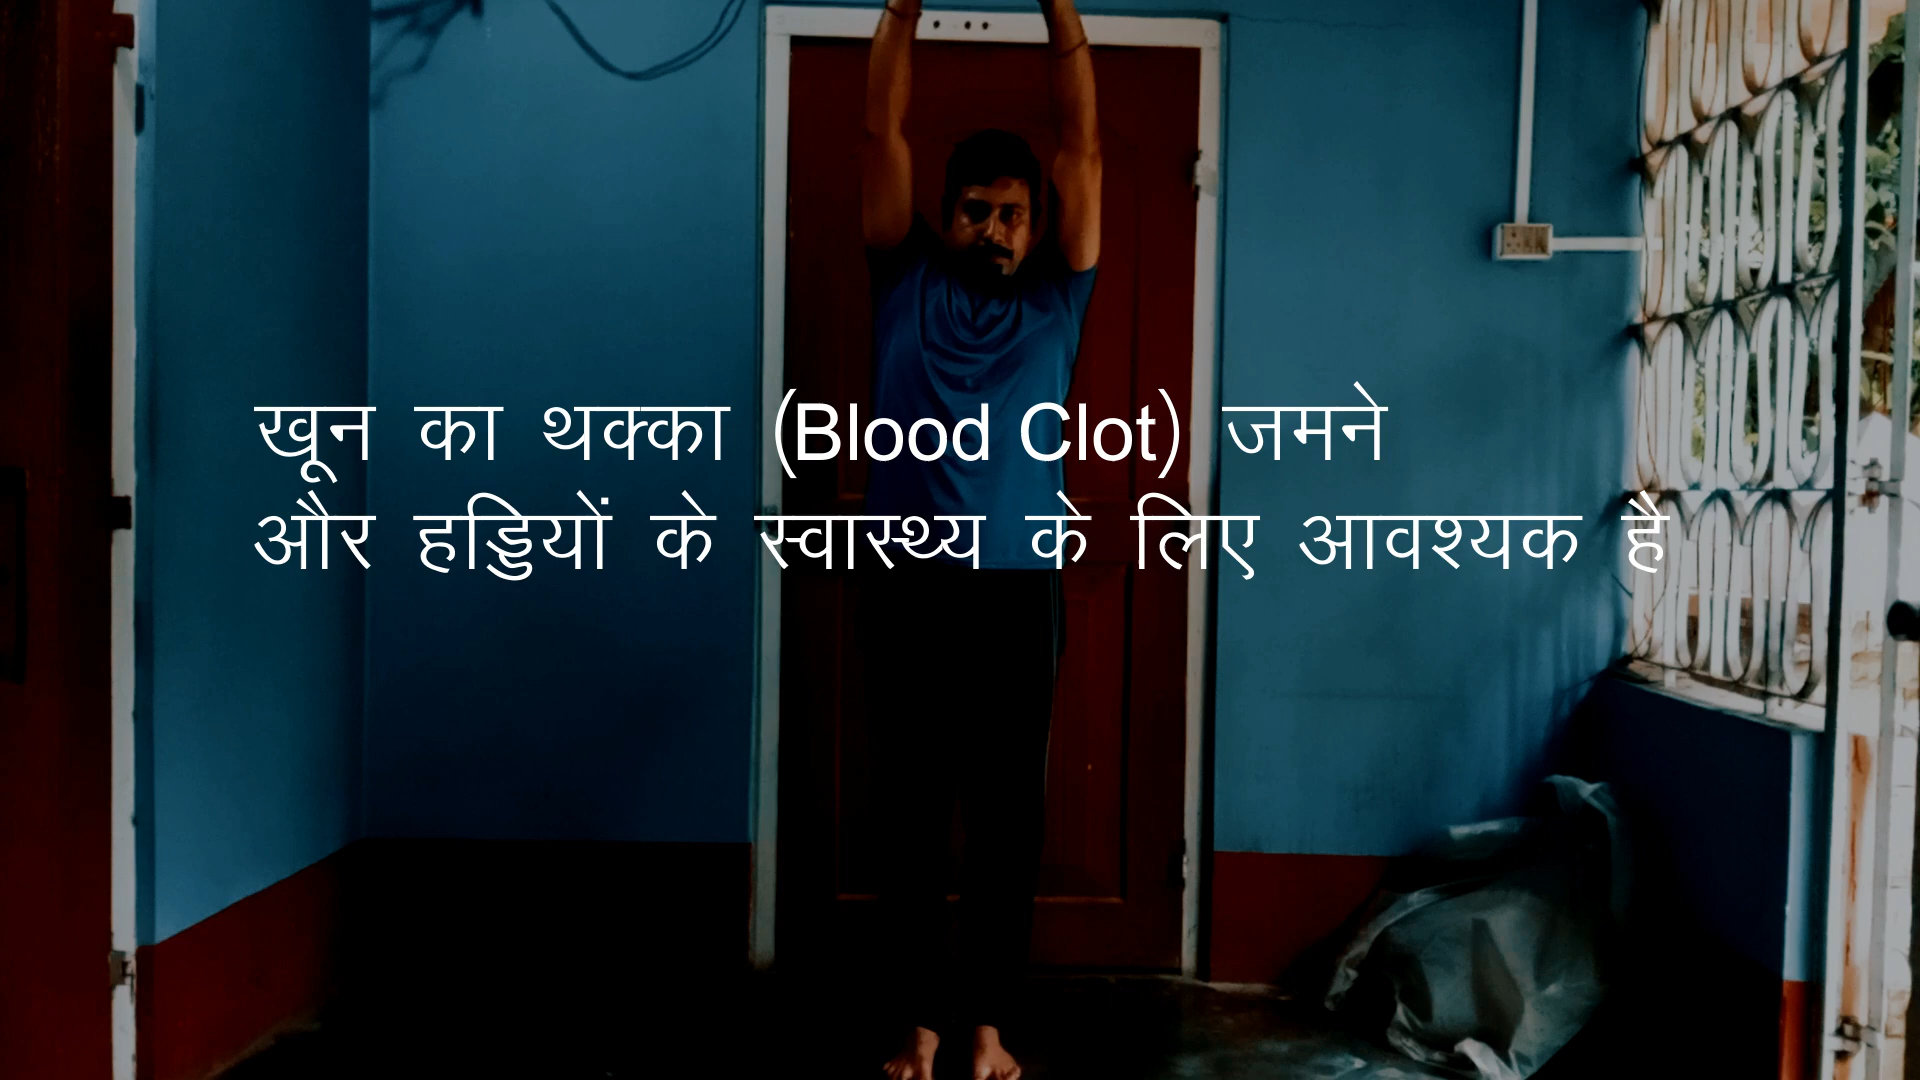 खून का थक्का (Blood Clot) जमने
और हड्डियों के स्वास्थ्य के लिए आवश्यक है